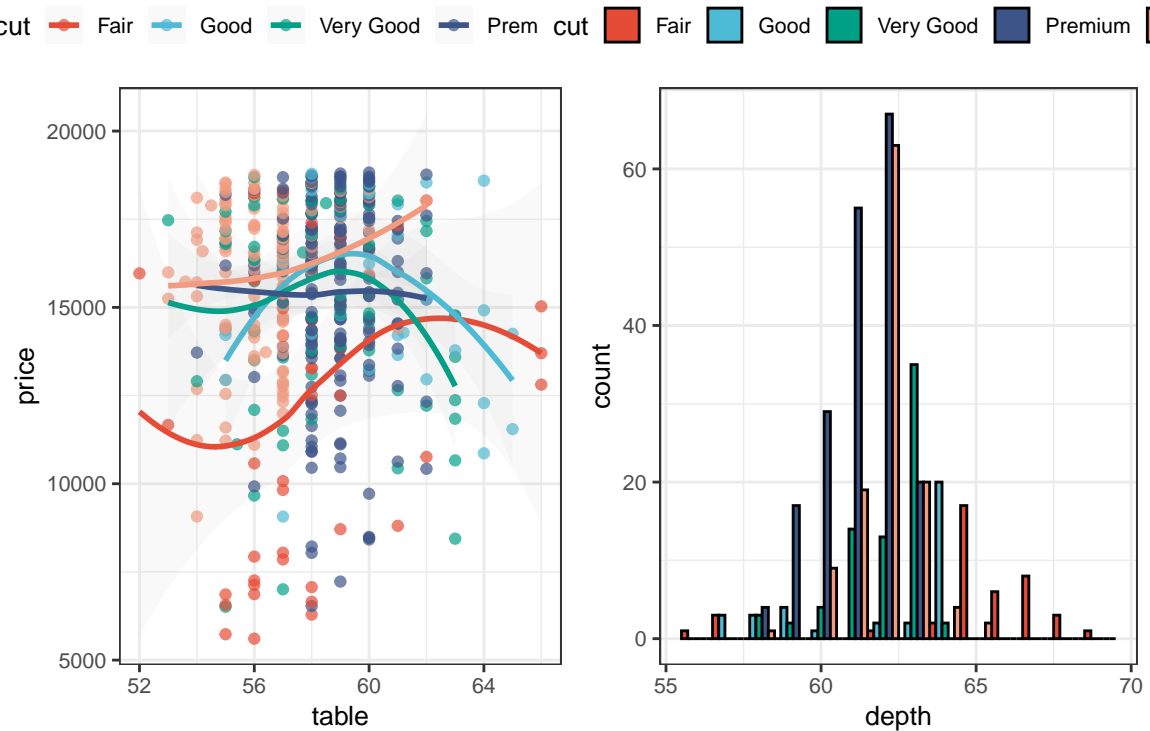 cut Fair Good Very Good Prem
cut Fair Good Very Good Premium
20000
15000
10000
5000
price
52 56 60 64
table
60
40
20
0
count
55 60 65 70
depth